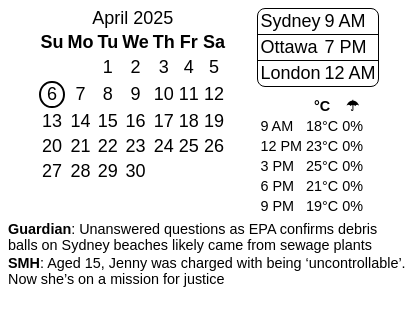 April 2025
Su Mo Tu We Th Fr Sa
1 2 3 4 5
6 7 8 9 10 11 12
13 14 15 16 17 18 19
20 21 22 23 24 25 26
27 28 29 30
Sydney 9 AM
Ottawa 7 PM
London 12 AM
°C ☂
9 AM 18°C 0%
12 PM 23°C 0%
3 PM 25°C 0%
6 PM 21°C 0%
9 PM 19°C 0%
Guardian: Unanswered questions as EPA confirms debris
balls on Sydney beaches likely came from sewage plants
SMH: Aged 15, Jenny was charged with being ‘uncontrollable’.
Now she’s on a mission for justice